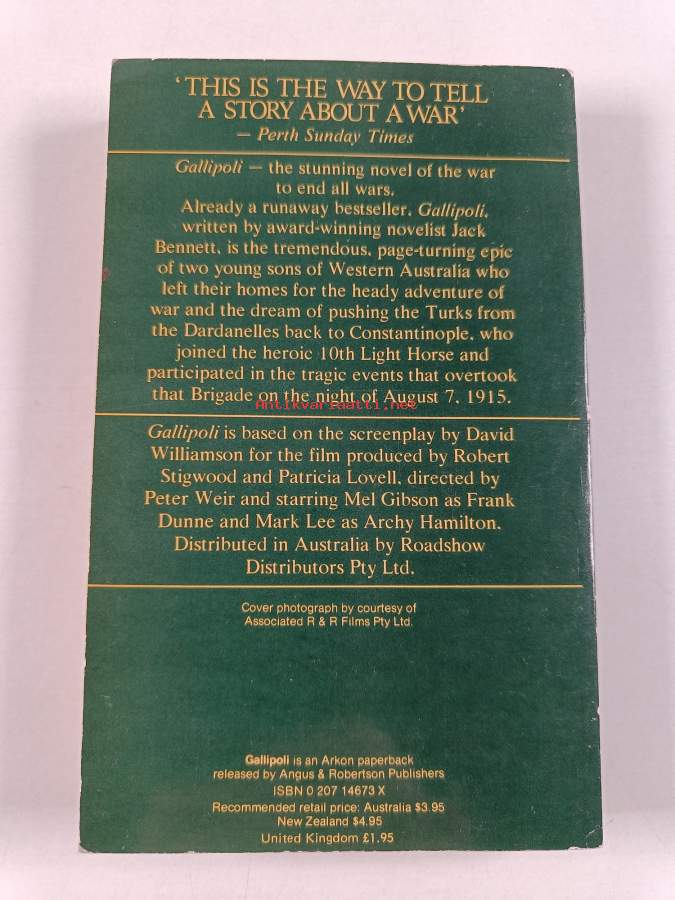 ‘THIS IS THE WAY TO TELL
A STORY ABOUT A WAR’
— Perth Sunday Times
Gallipoli — the stunning novel of the war
to end all wars.
Already a runaway bestseller, Gallipoli,
written by award-winning novelist Jack
Bennett, is the tremendous, page-turning epic
of two young sons of Western Australia who
left their homes for the heady adventure of
war and the dream of pushing the Turks from
the Dardanelles back to Constantinople, who
joined the heroic 10th Light Horse and
participated in the tragic events that overtook
that Brigade on the night of August 7, 1915.
Antikvariaatti.net
Gallipoli is based on the screenplay by David
Williamson for the film produced by Robert
Stigwood and Patricia Lovell, directed by
Peter Weir and starring Mel Gibson as Frank
Dunne and Mark Lee as Archy Hamilton.
Distributed in Australia by Roadshow
Distributors Pty Ltd.
Cover photograph by courtesy of
Associated R & R Films Pty Ltd.
Gallipoli is an Arkon paperback
released by Angus & Robertson Publishers
ISBN 0 207 14673 X
Recommended retail price: Australia $3.95
New Zealand $4.95
United Kingdom £1.95